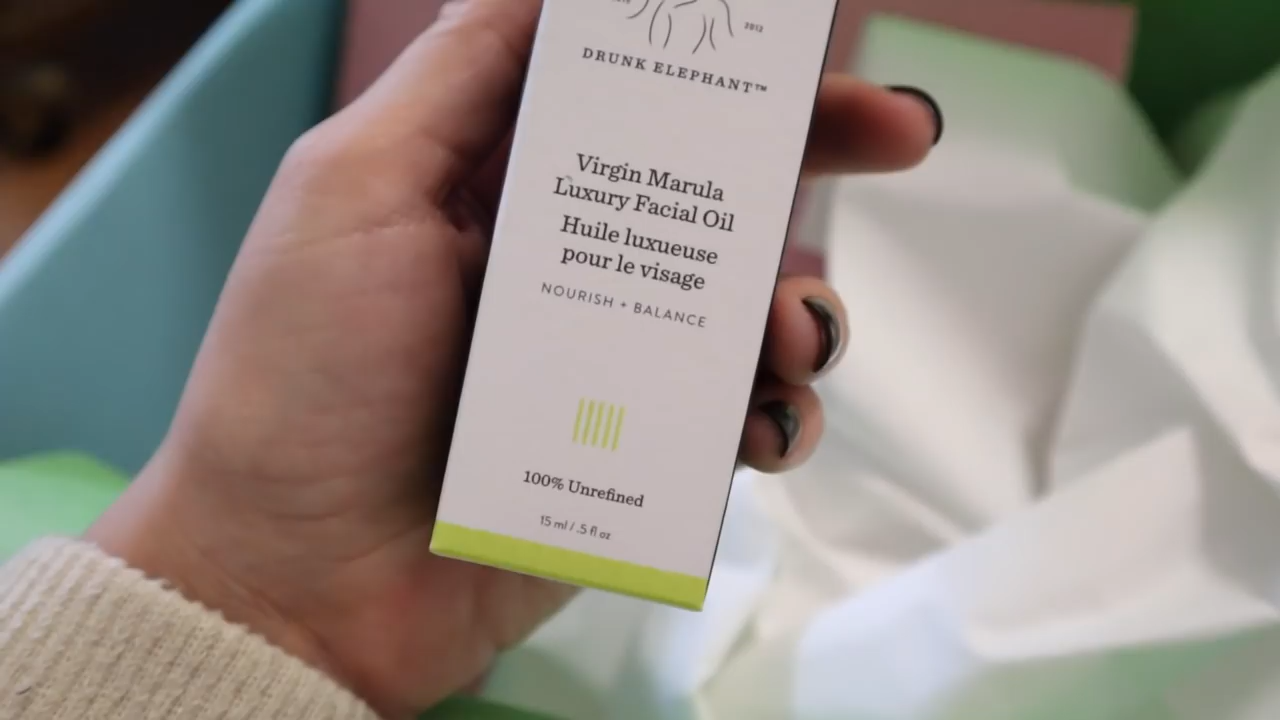 2012
DRUNK ELEPHANT™
Virgin Marula
Luxury Facial Oil
Huile luxueuse
pour le visage
NOURISH + BALANCE
100% Unrefined
15 ml / .5 fl oz